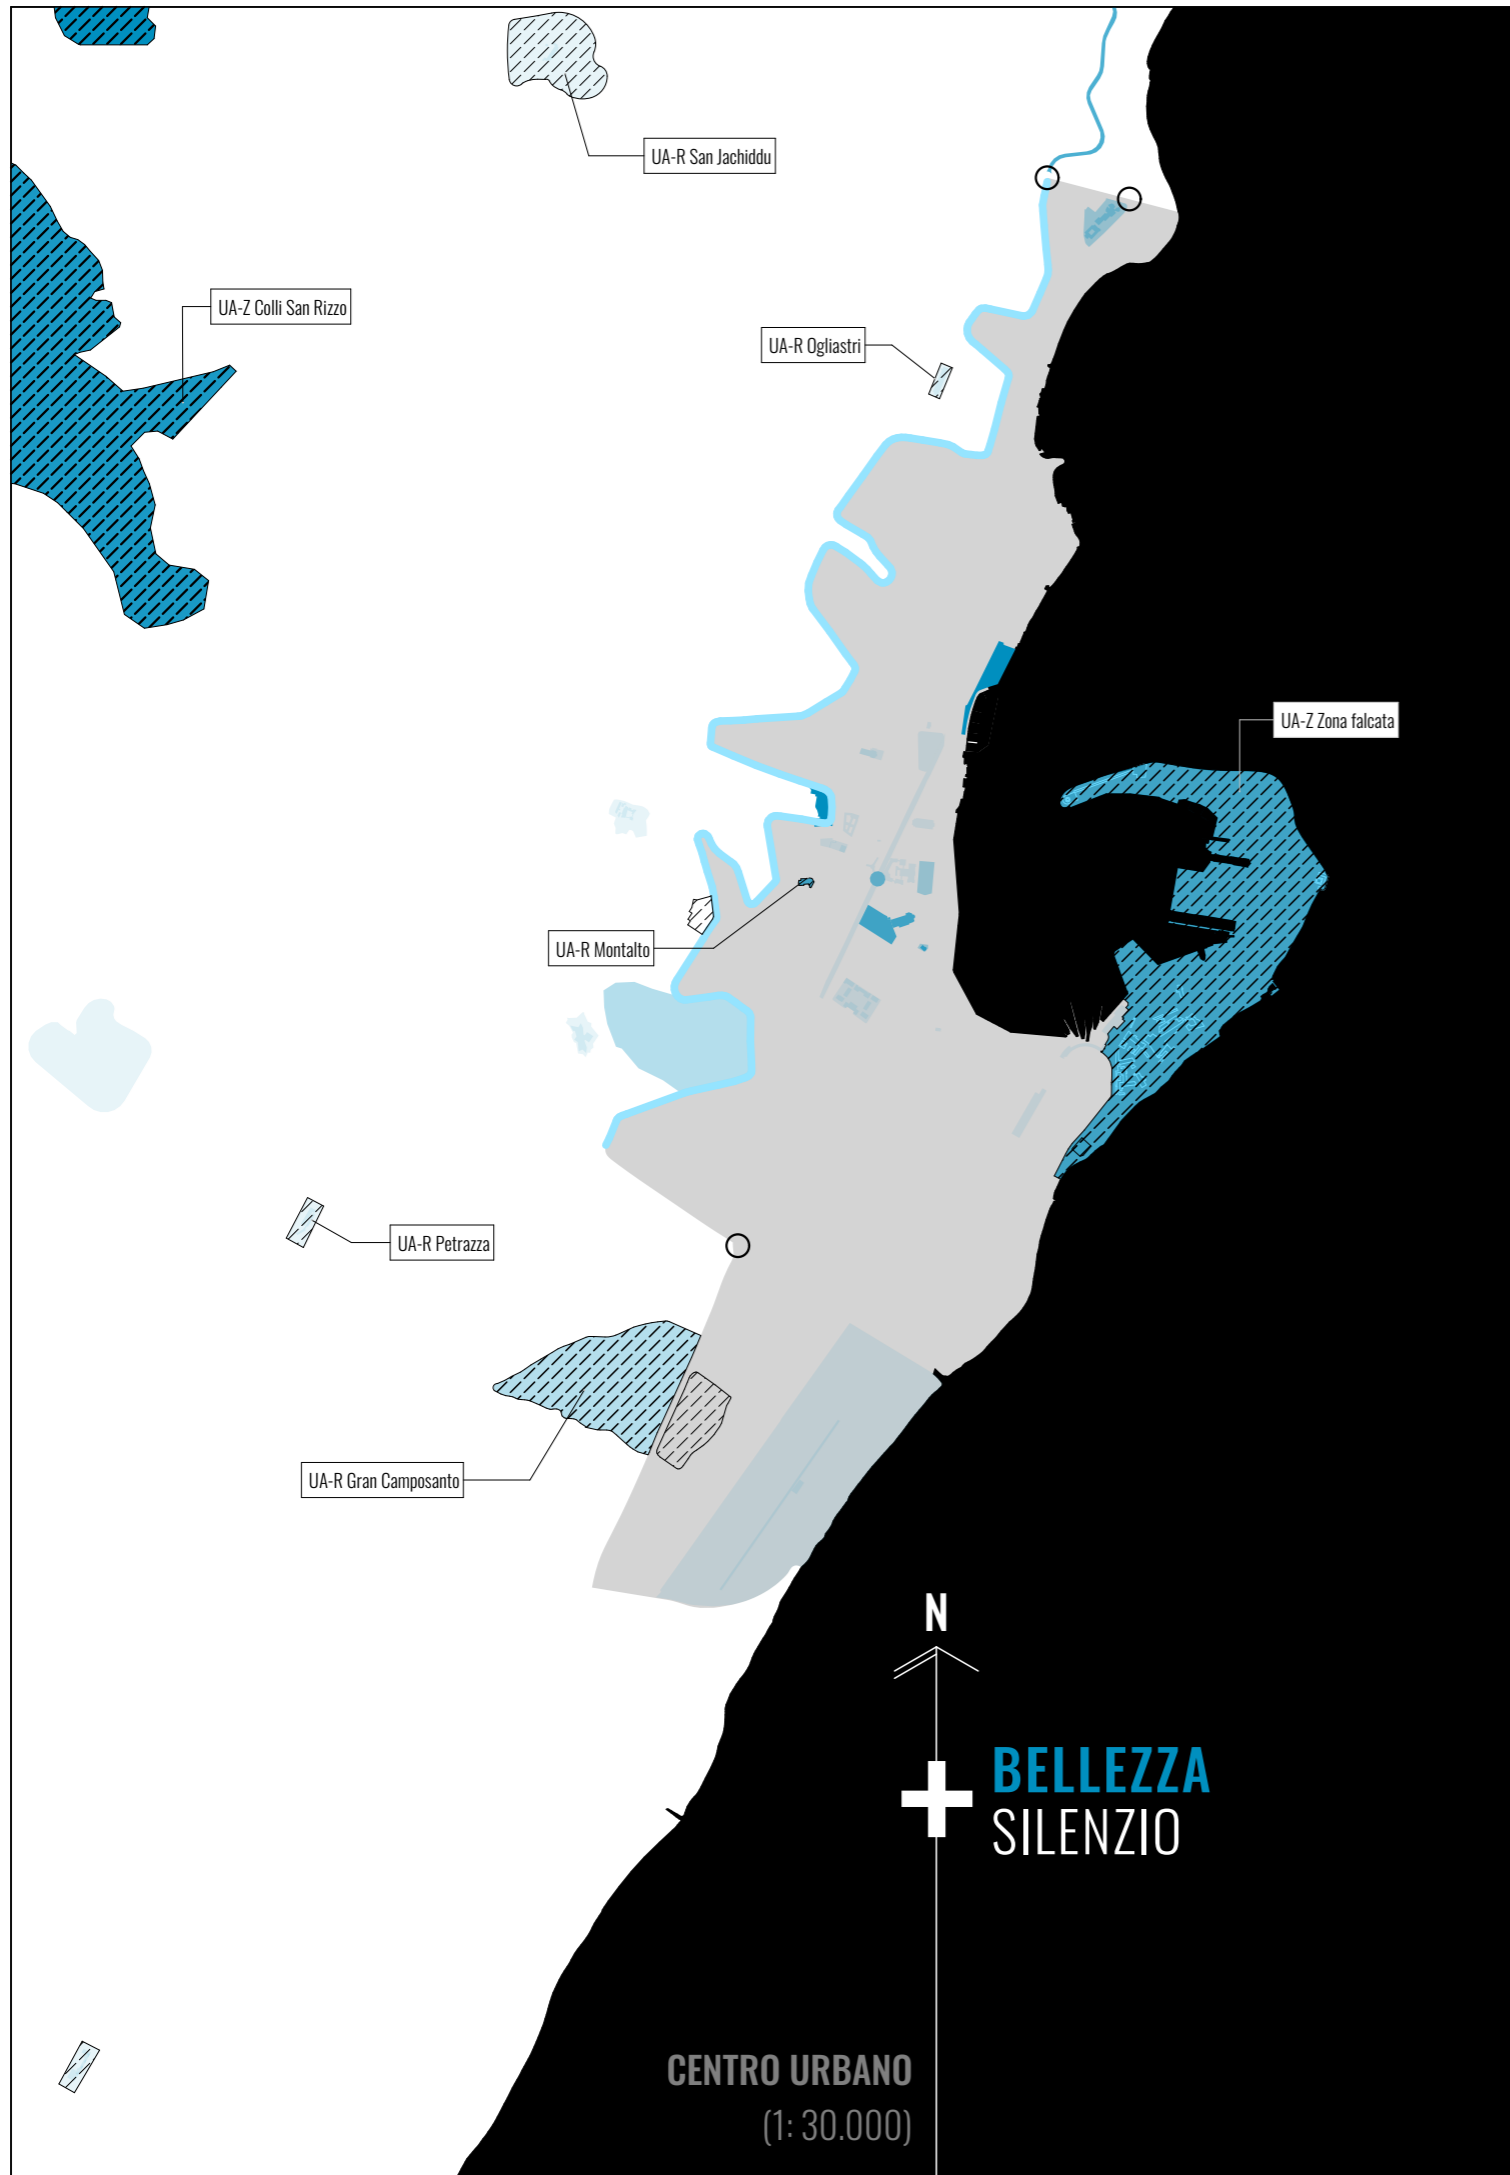 UA-R San Jachiddu
UA-Z Colli San Rizzo
UA-R Ogliastri
UA-Z Zona falcata
UA-R Montalto
UA-R Petrazza
UA-R Gran Camposanto
N
BELLEZZA
SILENZIO
CENTRO URBANO
(1: 30.000)